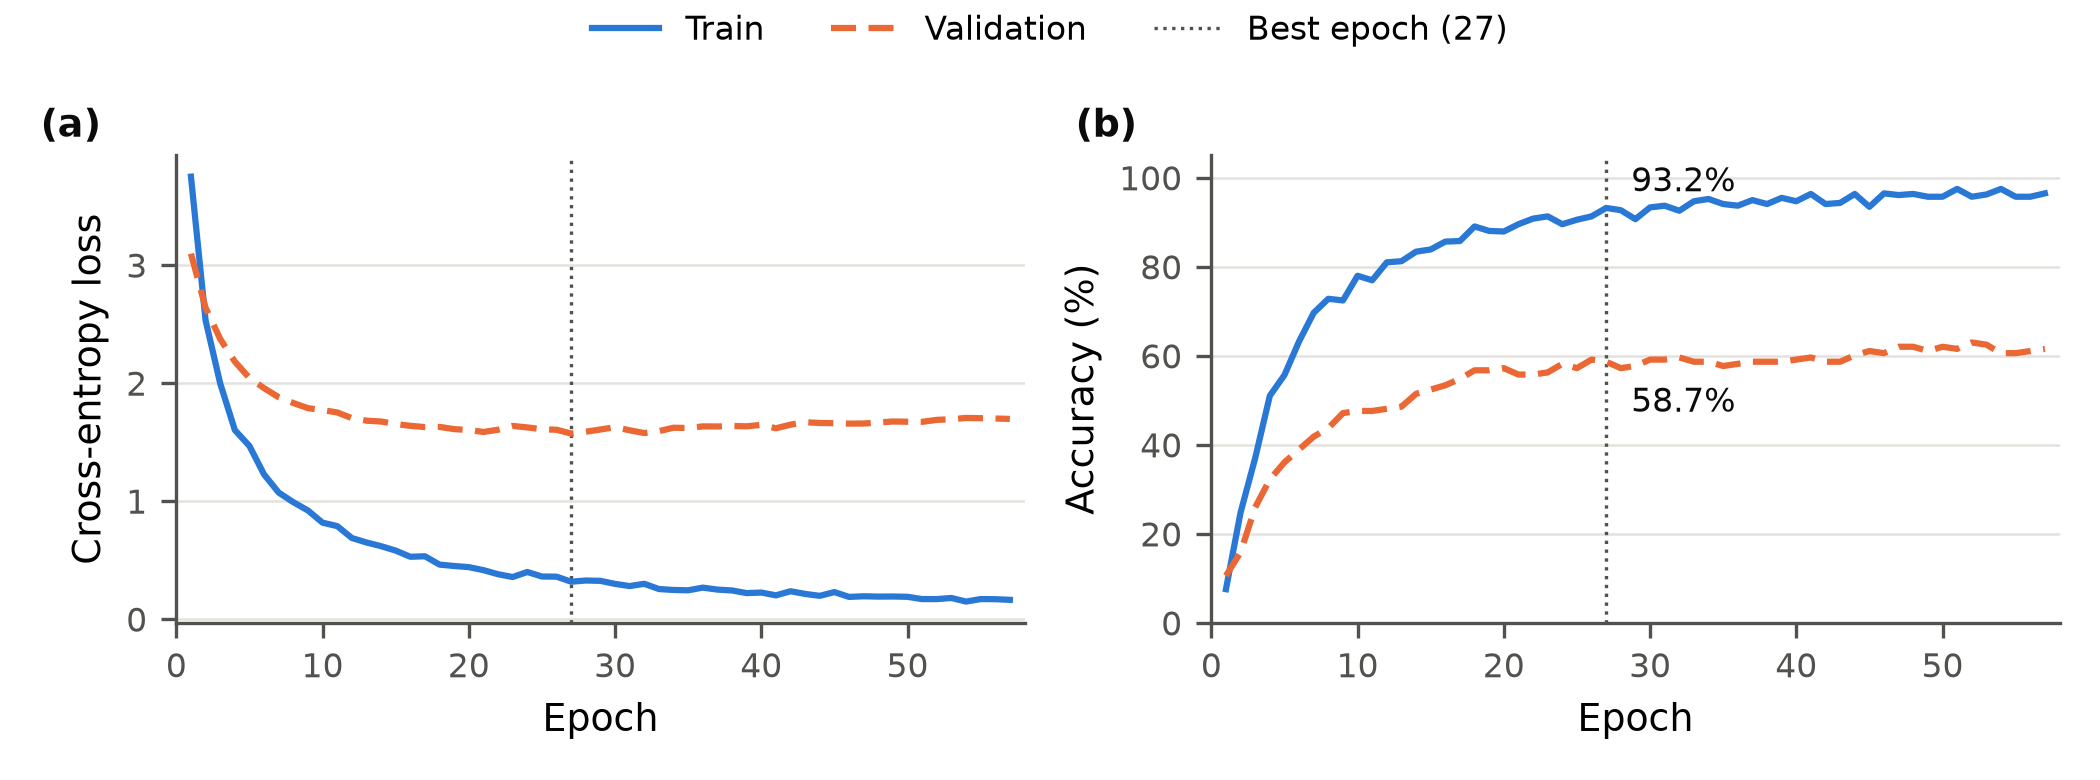 Train Validation Best epoch (27)
(a)
Cross-entropy loss
3
2
1
0
0 10 20 30 40 50
Epoch
(b)
Accuracy (%)
100
80
60
40
20
0
93.2%
58.7%
0 10 20 30 40 50
Epoch